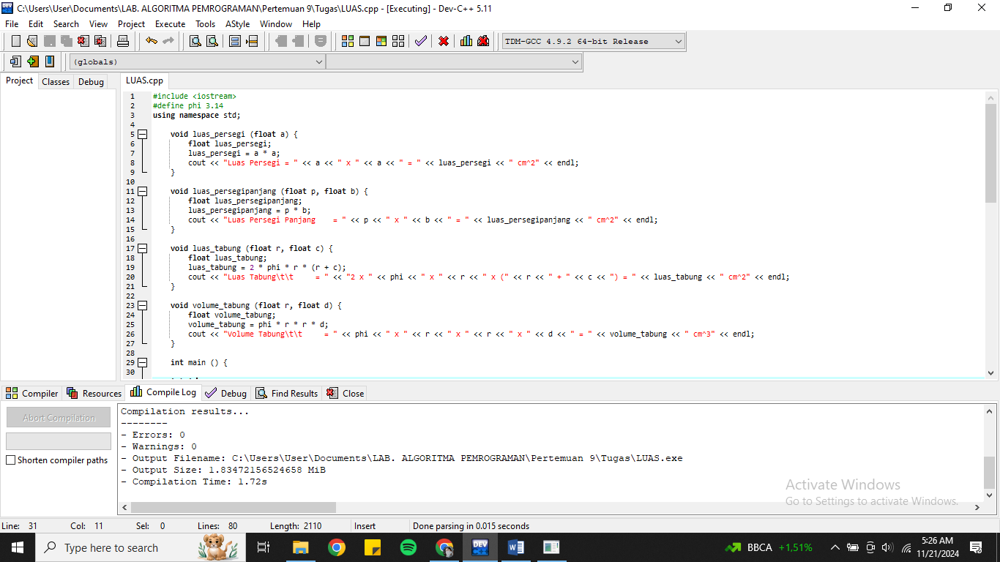 C:\Users\User\Documents\LAB. ALGORITMA PEMROGRAMAN\Pertemuan 9\Tugas\LUAS.cpp - [Executing] - Dev-C++ 5.11
File Edit Search View Project Execute Tools AStyle Window Help
TDM-GCC 4.9.2 64-bit Release
(globals)
Project Classes Debug LUAS.cpp
1 #include <iostream>
2 #define phi 3.14
3 using namespace std;
4
5 void luas_persegi (float a) {
6 float luas_persegi;
7 luas_persegi = a * a;
8 cout << "Luas Persegi = " << a << " x " << a << " = " << luas_persegi << " cm^2" << endl;
9 }
10
11 void luas_persegipanjang (float p, float b) {
12 float luas_persegipanjang;
13 luas_persegipanjang = p * b;
14 cout << "Luas Persegi Panjang    = " << p << " x " << b << " = " << luas_persegipanjang << " cm^2" << endl;
15 }
16
17 void luas_tabung (float r, float c) {
18 float luas_tabung;
19 luas_tabung = 2 * phi * r * (r + c);
20 cout << "Luas Tabung\t\t     = " << "2 x " << phi << " x " << r << " x (" << r << " + " << c << ") = " << luas_tabung << " cm^2" << endl;
21 }
22
23 void volume_tabung (float r, float d) {
24 float volume_tabung;
25 volume_tabung = phi * r * r * d;
26 cout << "Volume Tabung\t\t     = " << phi << " x " << r << " x " << r << " x " << d << " = " << volume_tabung << " cm^3" << endl;
27 }
28
29 int main () {
30
Compiler Resources Compile Log Debug Find Results Close
Abort Compilation
Shorten compiler paths
Compilation results...
--------
- Errors: 0
- Warnings: 0
- Output Filename: C:\Users\User\Documents\LAB. ALGORITMA PEMROGRAMAN\Pertemuan 9\Tugas\LUAS.exe
- Output Size: 1.83472156524658 MiB
- Compilation Time: 1.72s
Activate Windows
Go to Settings to activate Windows.
Line: 31 Col: 11 Sel: 0 Lines: 80 Length: 2110 Insert Done parsing in 0.015 seconds
Type here to search
DEV
BBCA +1,51%
5:26 AM
11/21/2024